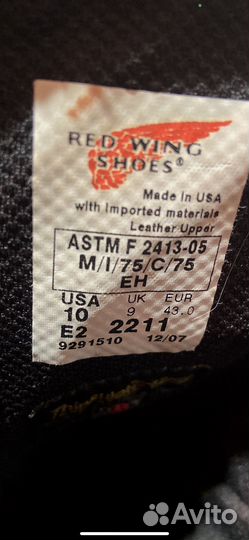 RED WING
SHOES®
Made in USA
with imported materials
Leather Upper
ASTM F 2413-05
M/I/75/C/75
EH
USA UK EUR
10 9 43.0
E2 2211
9291510 12/07
Avito